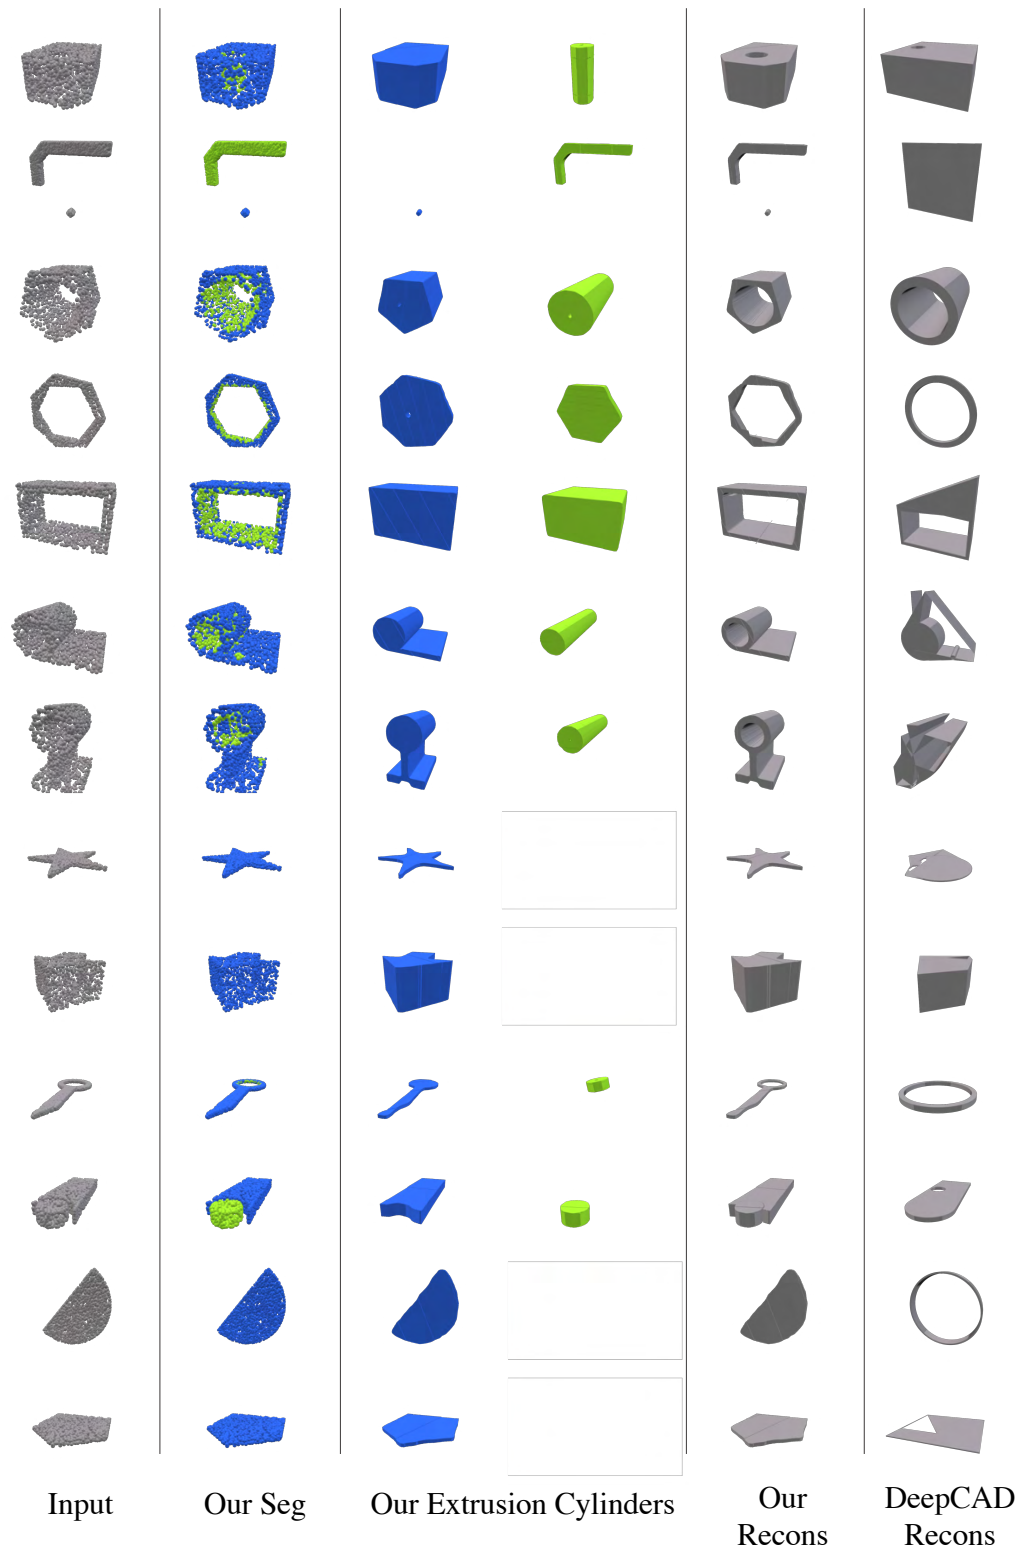 Input
Our Seg
Our Extrusion Cylinders
Our
Recons
DeepCAD
Recons